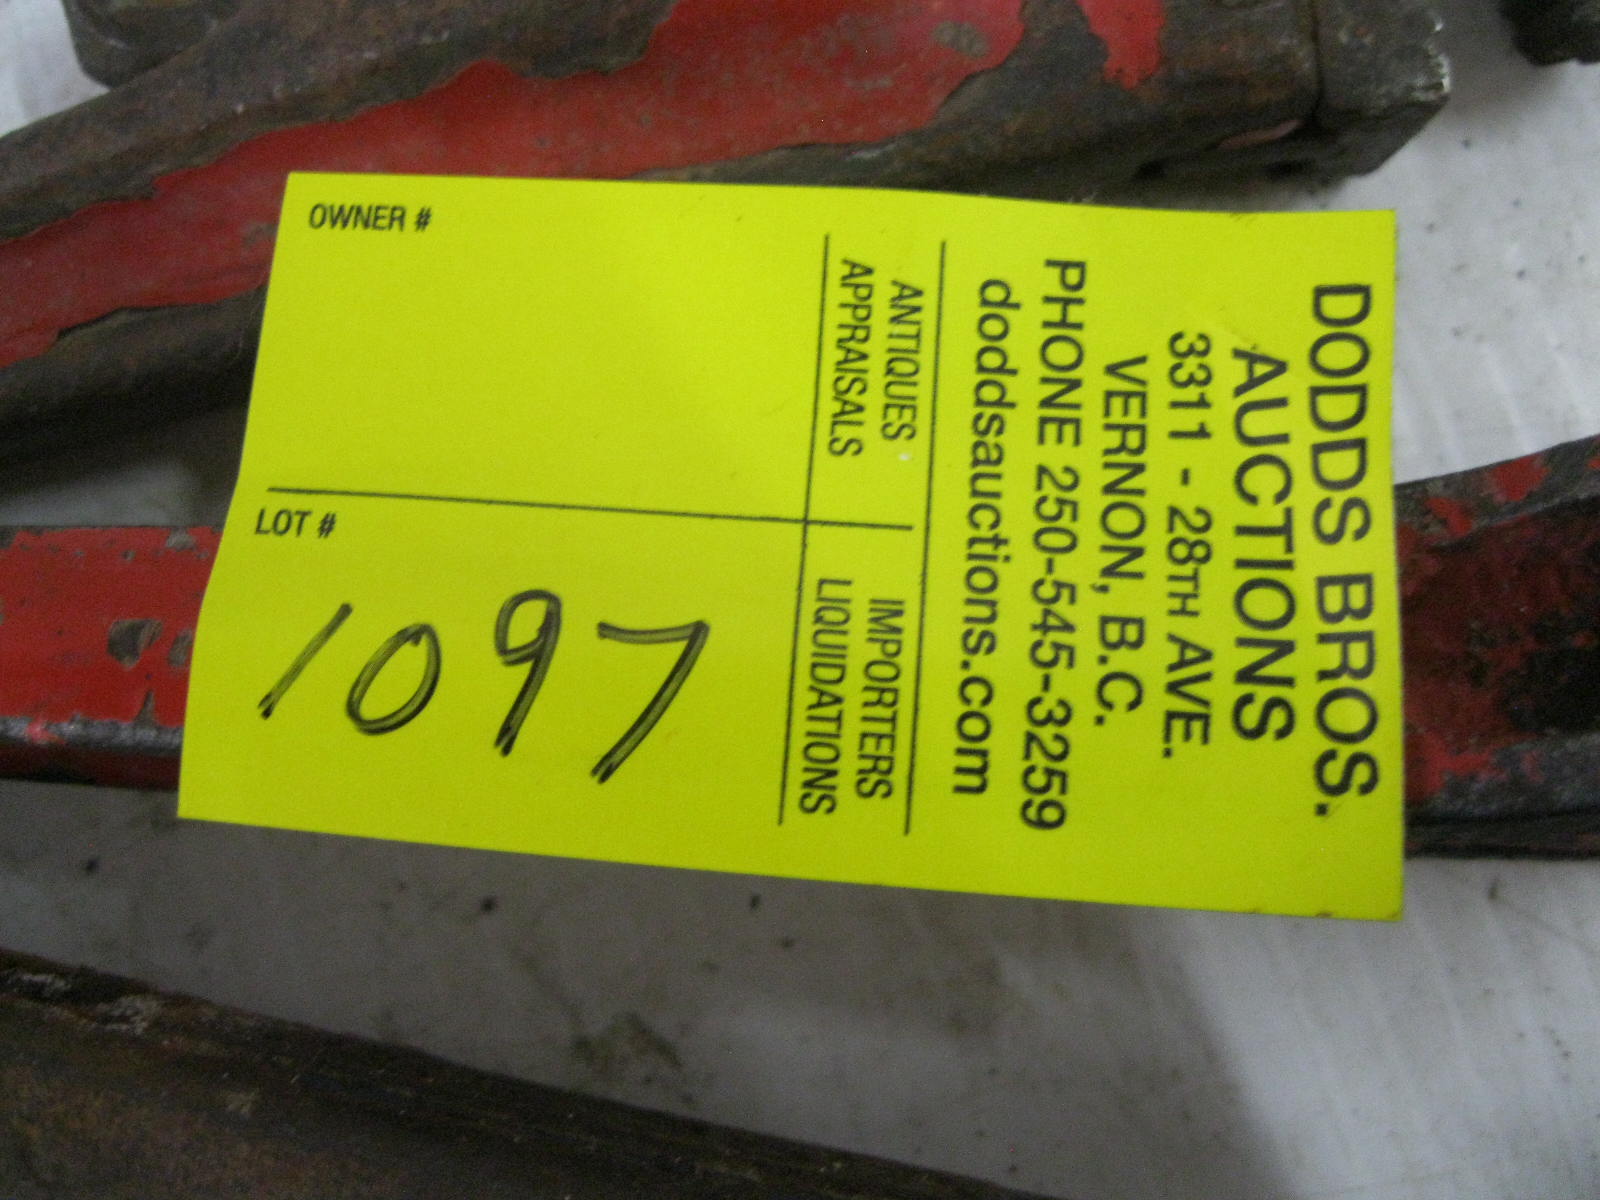 DODDS BROS.
AUCTIONS
3311 - 28TH AVE.
VERNON, B.C.
PHONE 250-545-3259
doddsauctions.com
ANTIQUES
APPRAISALS
IMPORTERS
LIQUIDATIONS
OWNER #
LOT #
1097